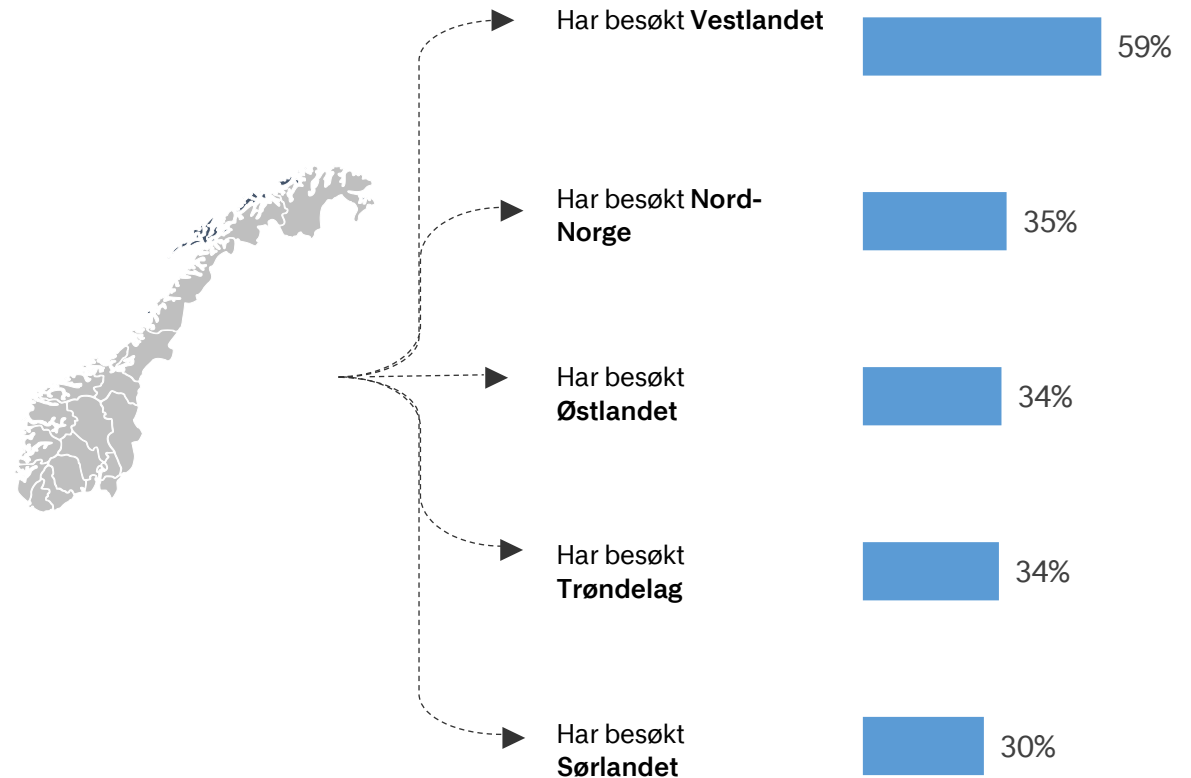 Har besøkt Vestlandet
59%
Har besøkt Nord-
Norge
35%
Har besøkt
Østlandet
34%
Har besøkt
Trøndelag
34%
Har besøkt
Sørlandet
30%